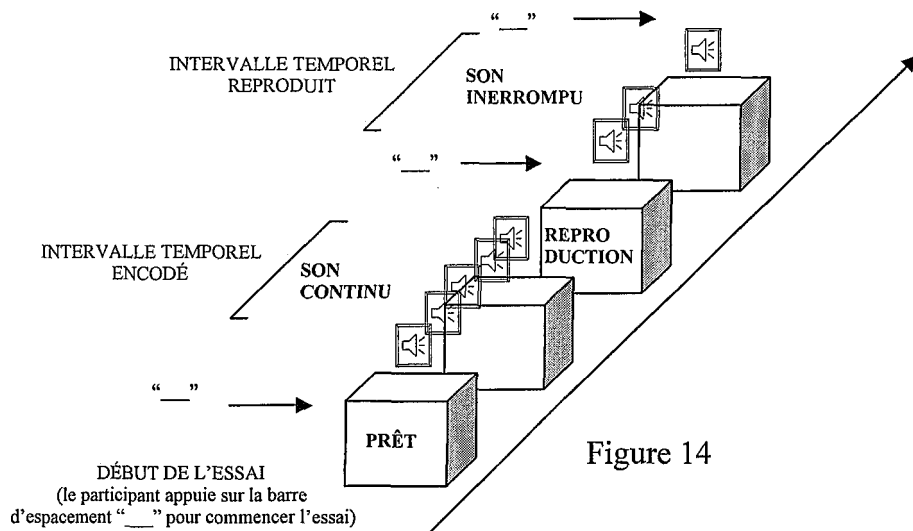 “__”
INTERVALLE TEMPOREL
REPRODUIT
SON
INERROMPU
“__”
INTERVALLE TEMPOREL
ENCODÉ
SON
CONTINU
REPRO
DUCTION
“__”
PRÊT
Figure 14
DÉBUT DE L’ESSAI
(le participant appuie sur la barre
d’espacement “__” pour commencer l’essai)